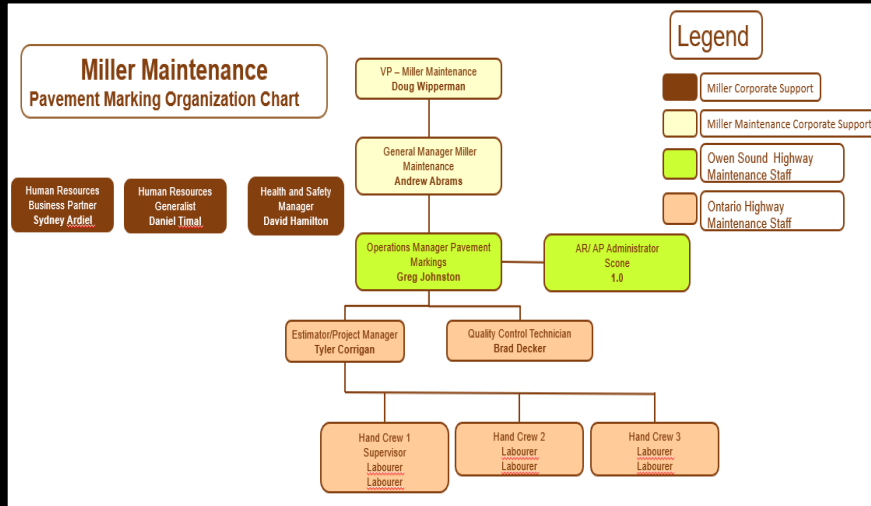 Miller Maintenance
Pavement Marking Organization Chart
VP – Miller Maintenance
Doug Wipperman
General Manager Miller
Maintenance
Andrew Abrams
Legend
Miller Corporate Support
Miller Maintenance Corporate Support
Owen Sound Highway
Maintenance Staff
Ontario Highway
Maintenance Staff
Human Resources
Business Partner
Sydney Ardiel
Human Resources
Generalist
Daniel Timal
Health and Safety
Manager
David Hamilton
Operations Manager Pavement
Markings
Greg Johnston
AR/ AP Administrator
Scone
1.0
Estimator/Project Manager
Tyler Corrigan
Quality Control Technician
Brad Decker
Hand Crew 1
Supervisor
Labourer
Labourer
Hand Crew 2
Labourer
Labourer
Hand Crew 3
Labourer
Labourer